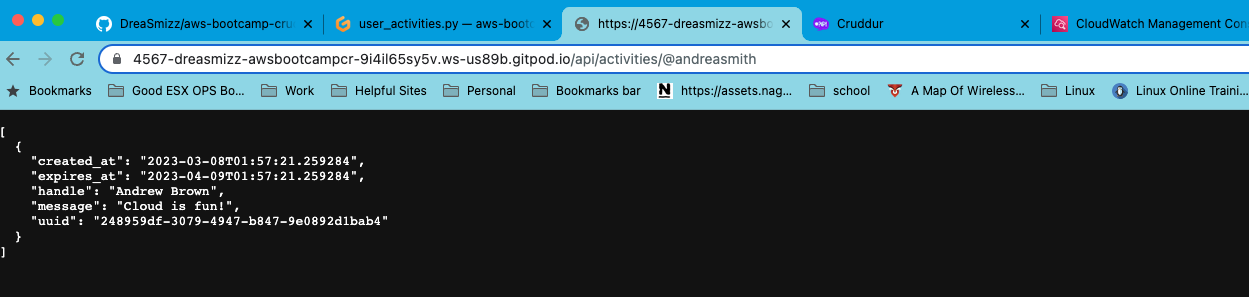 DreaSmizz/aws-bootcamp-cru
user_activities.py — aws-bootc
https://4567-dreasmizz-awsbo
Cruddur
CloudWatch Management Con
4567-dreasmizz-awsbootcampcr-9i4il65sy5v.ws-us89b.gitpod.io/api/activities/@andreasmith
Bookmarks
Good ESX OPS Bo...
Work
Helpful Sites
Personal
Bookmarks bar
N
https://assets.nag...
school
A Map Of Wireless...
Linux
Linux Online Traini...
[
{
"created_at": "2023-03-08T01:57:21.259284",
"expires_at": "2023-04-09T01:57:21.259284",
"handle": "Andrew Brown",
"message": "Cloud is fun!",
"uuid": "248959df-3079-4947-b847-9e0892d1bab4"
}
]